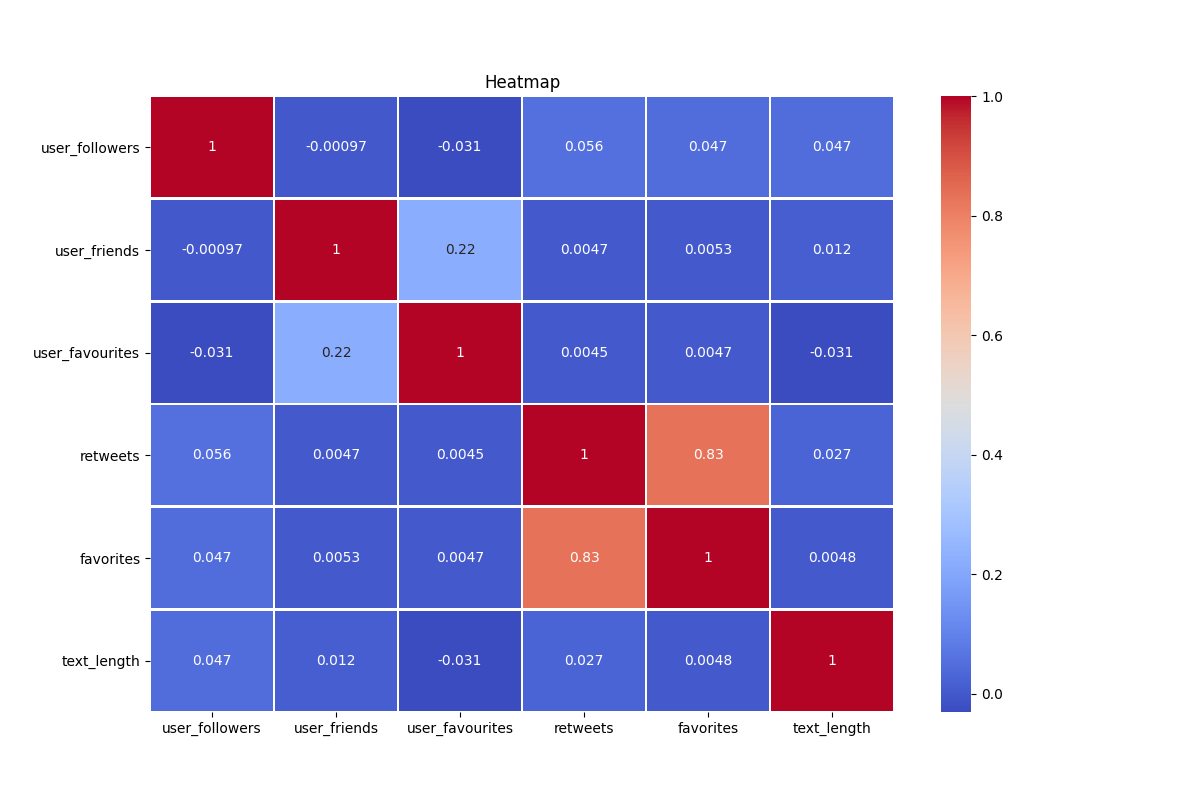 Heatmap
user_followers 1 -0.00097 -0.031 0.056 0.047 0.047
user_friends -0.00097 1 0.22 0.0047 0.0053 0.012
user_favourites -0.031 0.22 1 0.0045 0.0047 -0.031
retweets 0.056 0.0047 0.0045 1 0.83 0.027
favorites 0.047 0.0053 0.0047 0.83 1 0.0048
text_length 0.047 0.012 -0.031 0.027 0.0048 1
user_followers user_friends user_favourites retweets favorites text_length
1.0
0.8
0.6
0.4
0.2
0.0